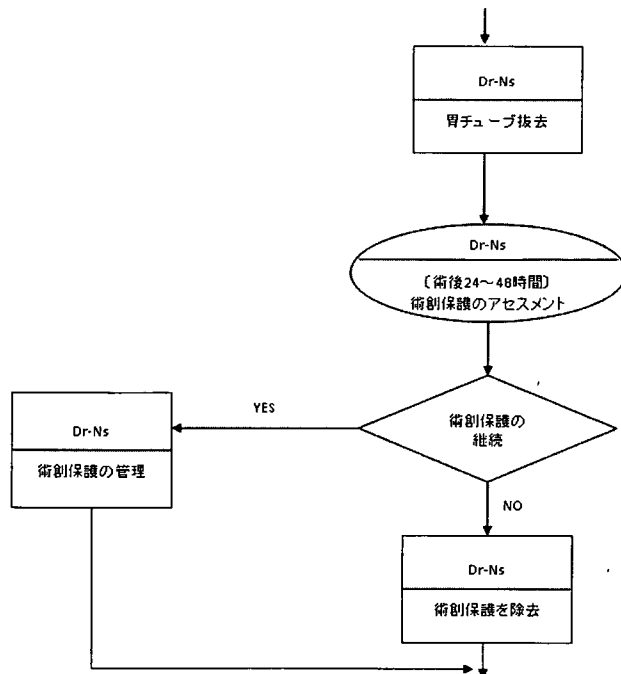 Dr-Ns
胃チューブ抜去
Dr-Ns
〔術後24～48時間〕
術創保護のアセスメント
術創保護の
継続
YES
Dr-Ns
術創保護の管理
NO
Dr-Ns
術創保護を除去